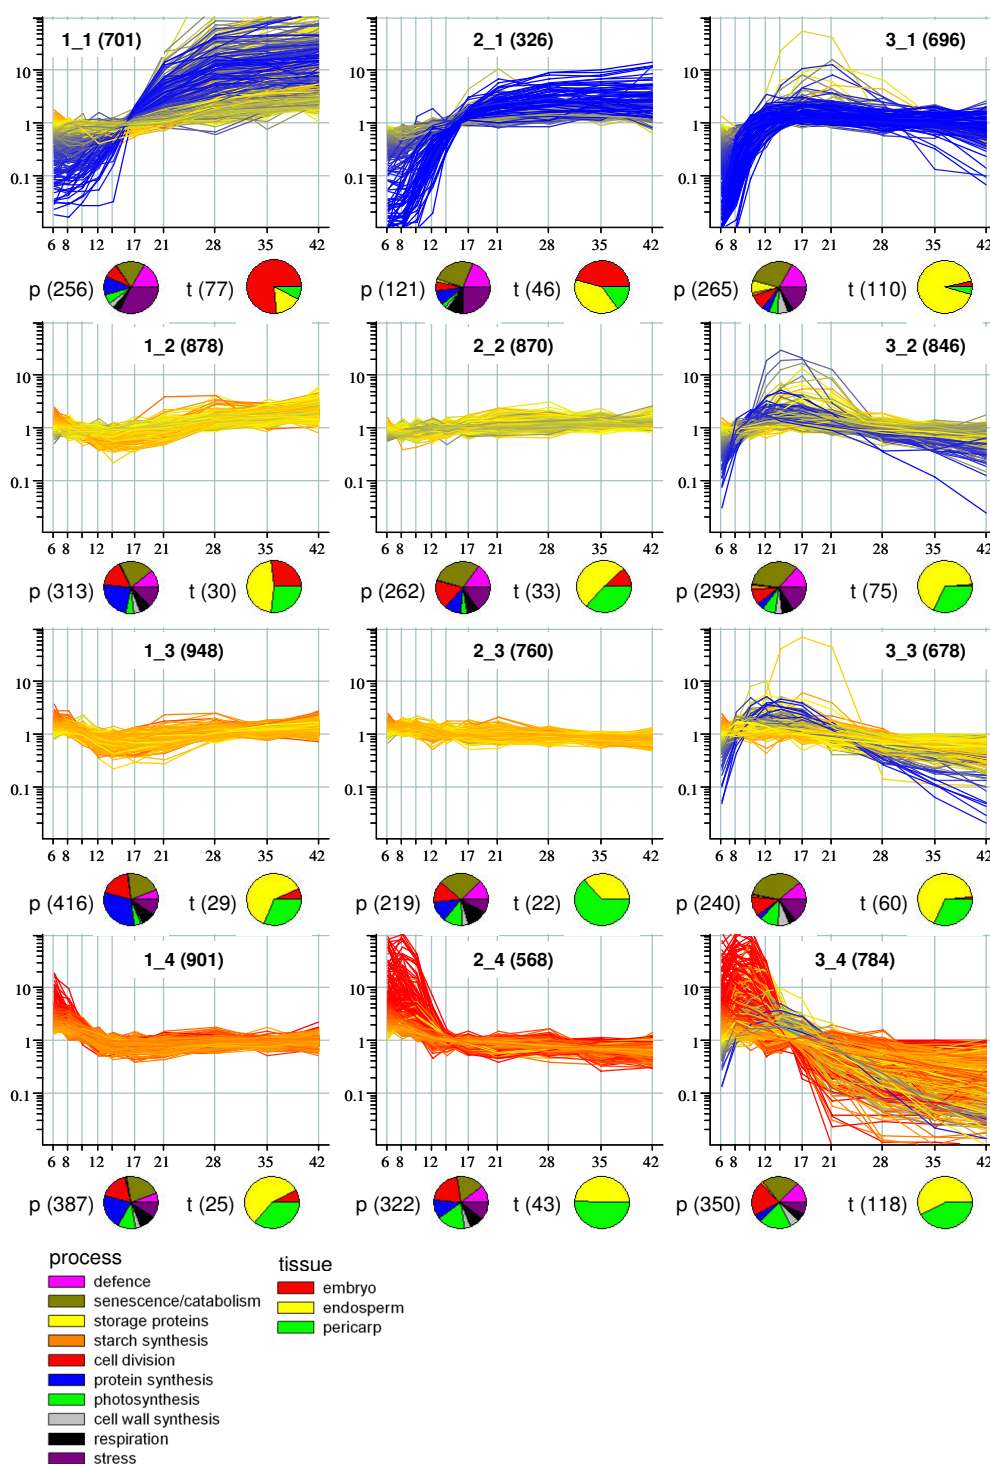 1_1 (701) 2_1 (326) 3_1 (696)
10 10 10
1 1 1
0.1 0.1 0.1
6 8 12 17 21 28 35 42 6 8 12 17 21 28 35 42 6 8 12 17 21 28 35 42
p (256) t (77) p (121) t (46) p (265) t (110)
1_2 (878) 2_2 (870) 3_2 (846)
10 10 10
1 1 1
0.1 0.1 0.1
6 8 12 17 21 28 35 42 6 8 12 17 21 28 35 42 6 8 12 17 21 28 35 42
p (313) t (30) p (262) t (33) p (293) t (75)
1_3 (948) 2_3 (760) 3_3 (678)
10 10 10
1 1 1
0.1 0.1 0.1
6 8 12 17 21 28 35 42 6 8 12 17 21 28 35 42 6 8 12 17 21 28 35 42
p (416) t (29) p (219) t (22) p (240) t (60)
1_4 (901) 2_4 (568) 3_4 (784)
10 10 10
1 1 1
0.1 0.1 0.1
6 8 12 17 21 28 35 42 6 8 12 17 21 28 35 42 6 8 12 17 21 28 35 42
p (387) t (25) p (322) t (43) p (350) t (118)
process
defence
senescence/catabolism
storage proteins
starch synthesis
cell division
protein synthesis
photosynthesis
cell wall synthesis
respiration
stress
tissue
embryo
endosperm
pericarp